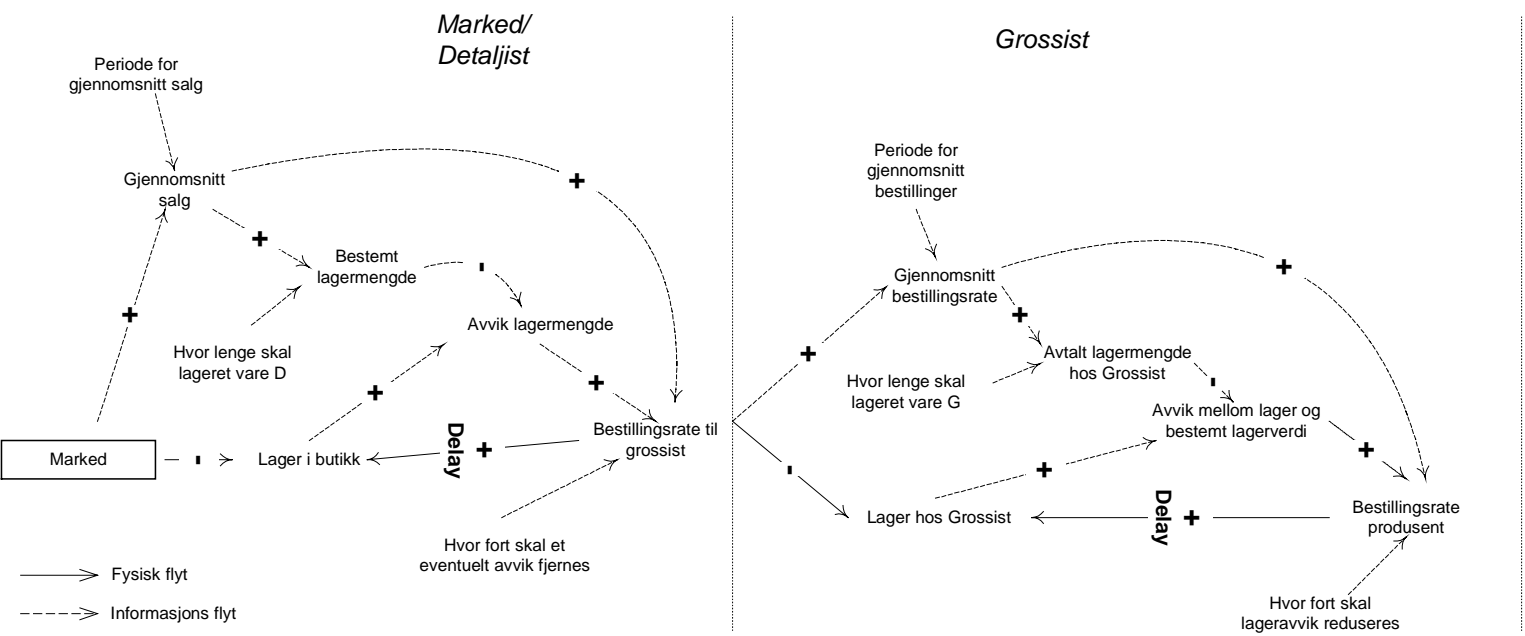 Marked/
Detaljist
Grossist
Periode for
gjennomsnitt salg
Gjennomsnitt
salg
+
+
Bestemt
lagermengde
-
+
Avvik lagermengde
Hvor lenge skal
lageret vare D
+
+
Marked
-
Lager i butikk
Delay
+
Bestillingsrate til
grossist
Hvor fort skal et
eventuelt avvik fjernes
Fysisk flyt
Informasjons flyt
Periode for
gjennomsnitt
bestillinger
Gjennomsnitt
bestillingsrate
+
+
+
Avtalt lagermengde
hos Grossist
-
Hvor lenge skal
lageret vare G
Avvik mellom lager og
bestemt lagerverdi
+
+
-
Lager hos Grossist
Delay
+
Bestillingsrate
produsent
Hvor fort skal
lageravvik reduseres